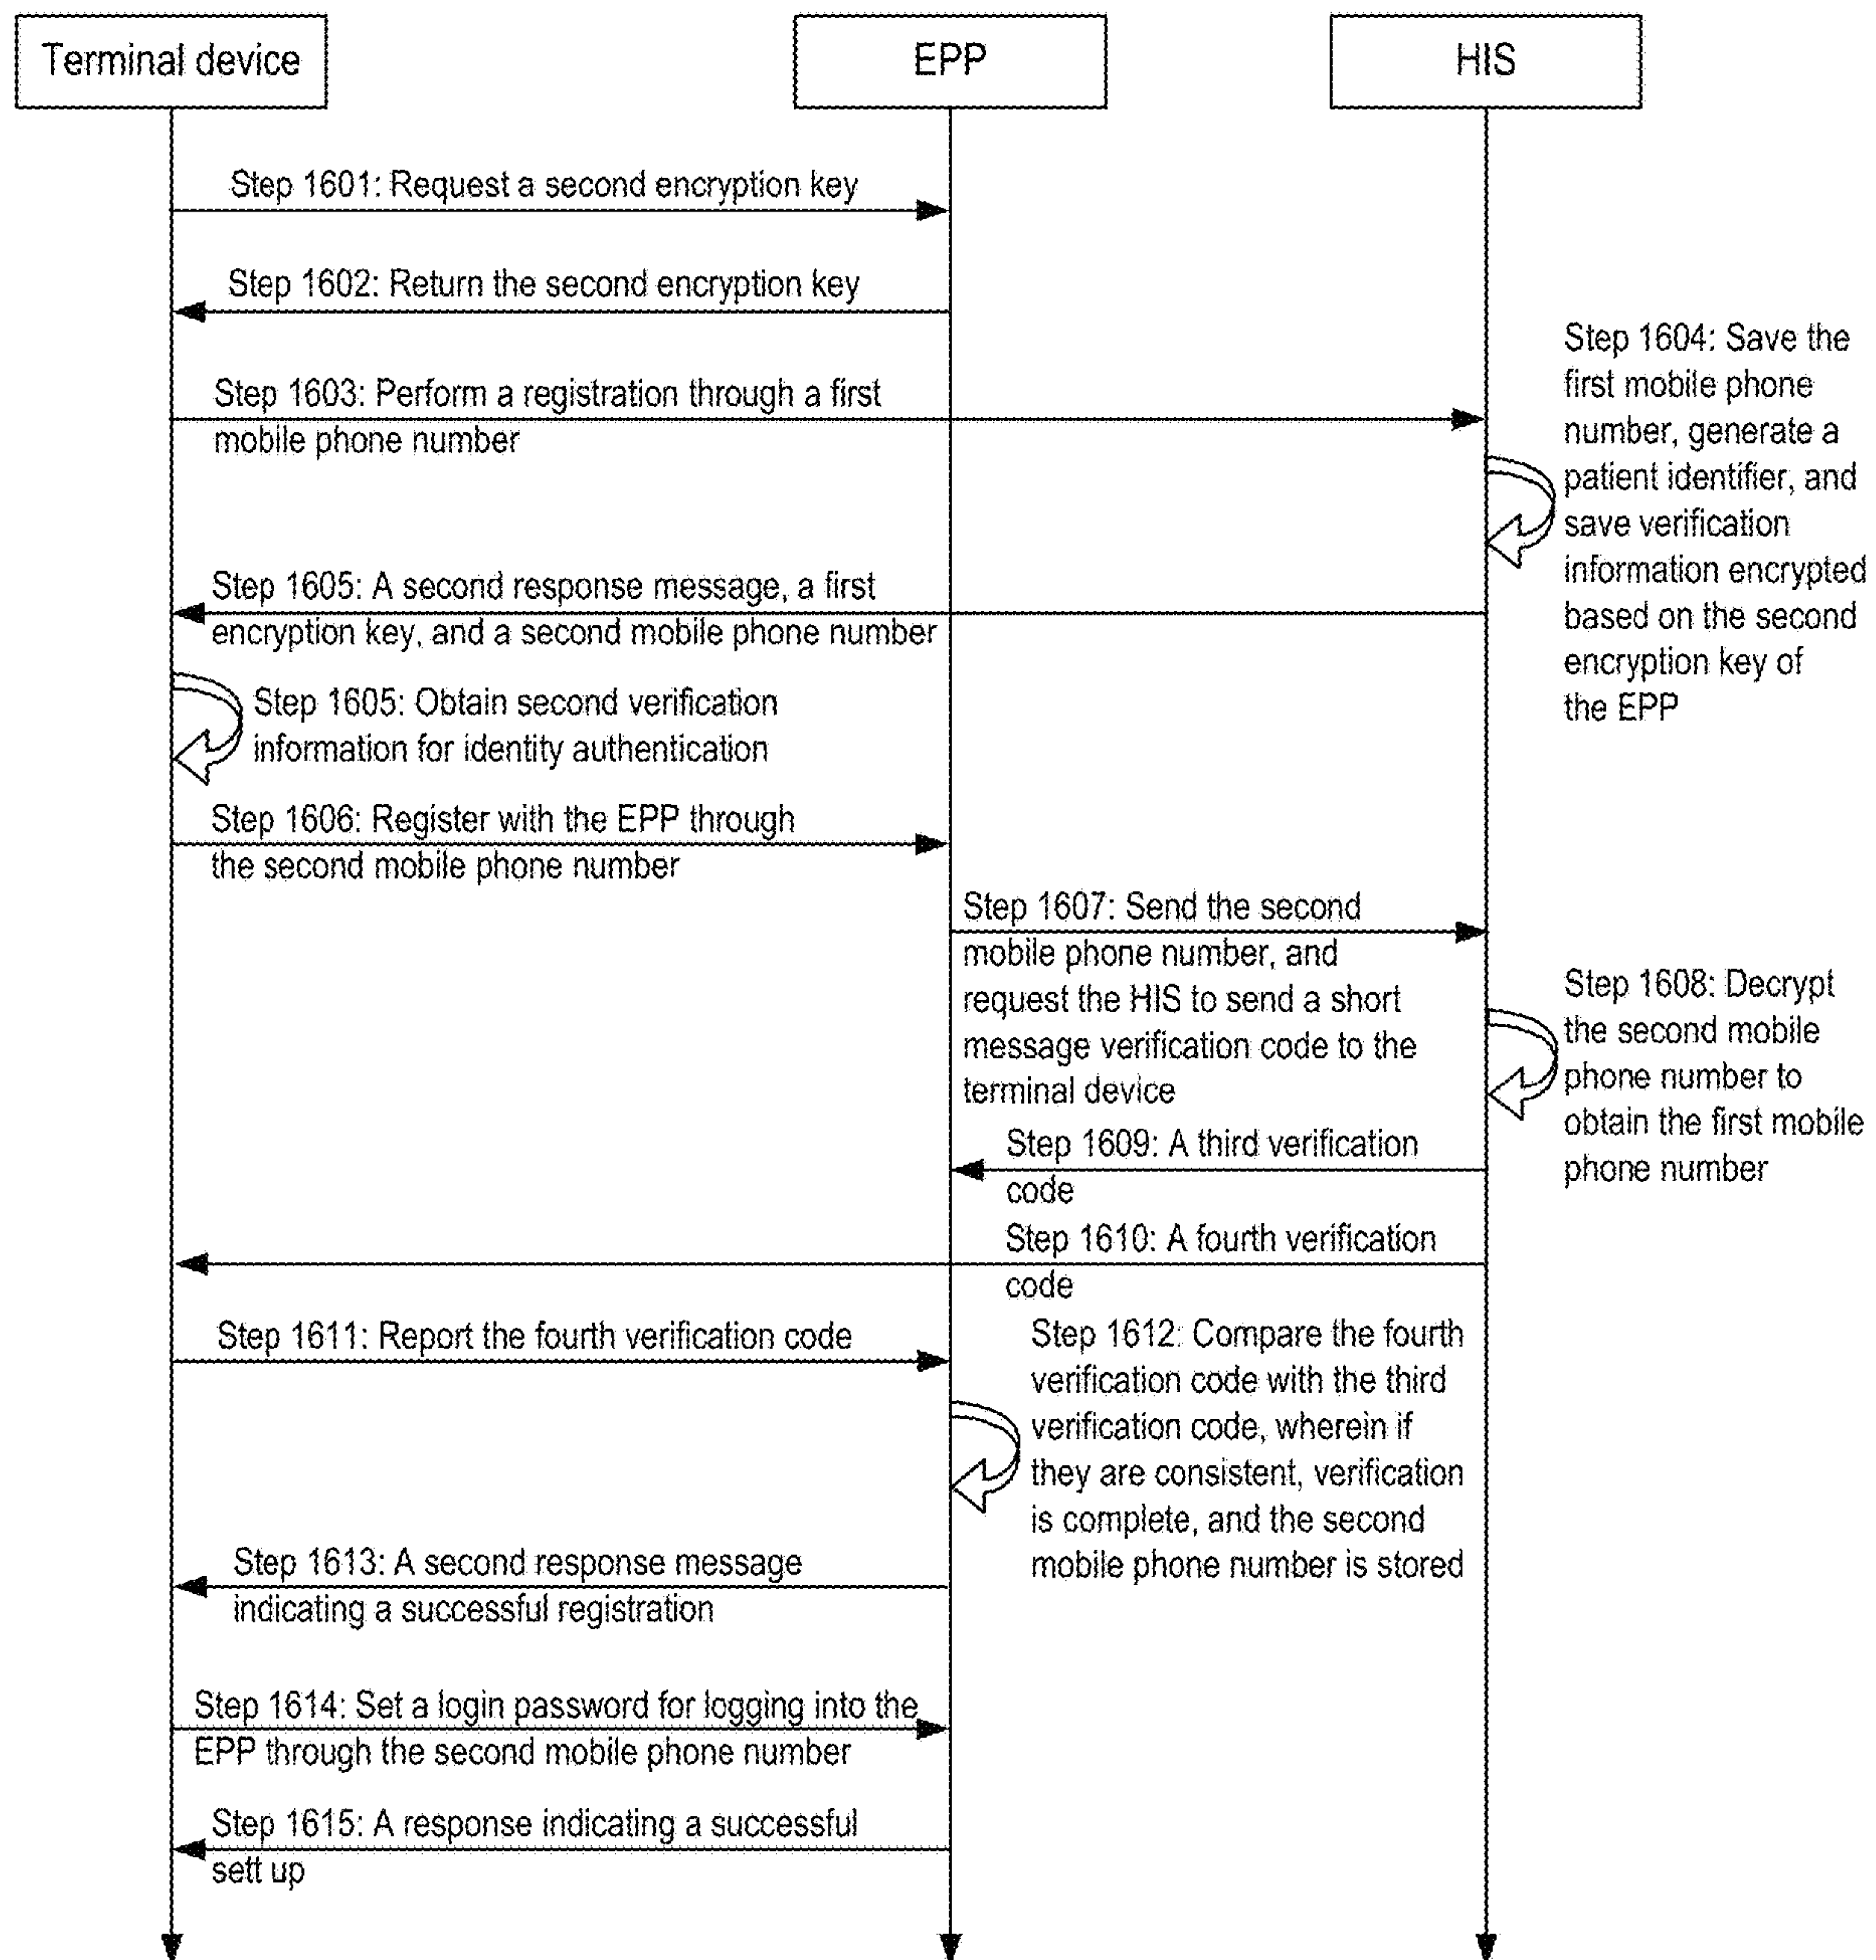 Terminal device
EPP
HIS
Step 1601: Request a second encryption key
Step 1602: Return the second encryption key
Step 1603: Perform a registration through a first
mobile phone number
Step 1604: Save the
first mobile phone
number, generate a
patient identifier, and
save verification
information encrypted
based on the second
encryption key of
the EPP
Step 1605: A second response message, a first
encryption key, and a second mobile phone number
Step 1605: Obtain second verification
information for identity authentication
Step 1606: Register with the EPP through
the second mobile phone number
Step 1607: Send the second
mobile phone number, and
request the HIS to send a short
message verification code to the
terminal device
Step 1608: Decrypt
the second mobile
phone number to
obtain the first mobile
phone number
Step 1609: A third verification
code
Step 1610: A fourth verification
code
Step 1611: Report the fourth verification code
Step 1612: Compare the fourth
verification code with the third
verification code, wherein if
they are consistent, verification
is complete, and the second
mobile phone number is stored
Step 1613: A second response message
indicating a successful registration
Step 1614: Set a login password for logging into the
EPP through the second mobile phone number
Step 1615: A response indicating a successful
sett up